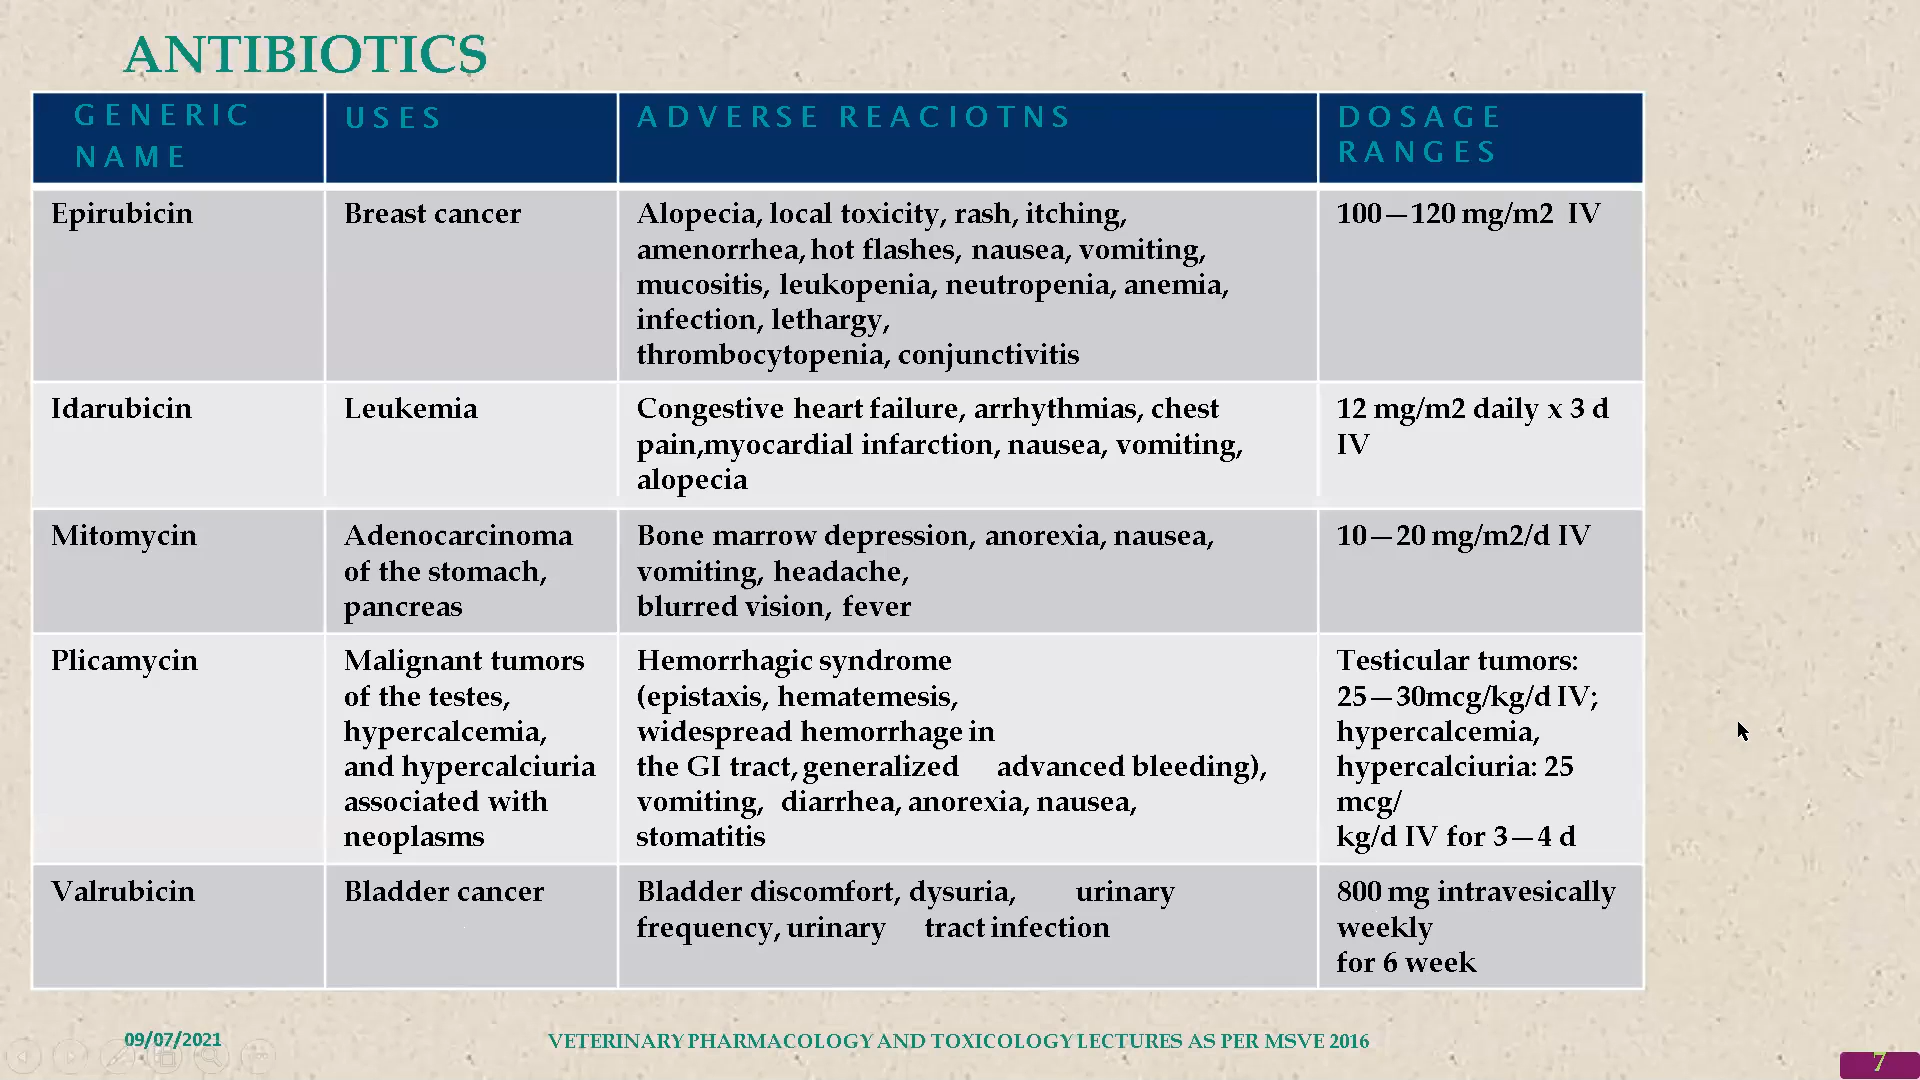 ANTIBIOTICS
GENERIC
NAME
USES
ADVERSE REACIOTNS
DOSAGE
RANGES
Epirubicin
Breast cancer
Alopecia, local toxicity, rash, itching,
amenorrhea, hot flashes, nausea, vomiting,
mucositis, leukopenia, neutropenia, anemia,
infection, lethargy,
thrombocytopenia, conjunctivitis
100—120 mg/m2 IV
Idarubicin
Leukemia
Congestive heart failure, arrhythmias, chest
pain,myocardial infarction, nausea, vomiting,
alopecia
12 mg/m2 daily x 3 d
IV
Mitomycin
Adenocarcinoma
of the stomach,
pancreas
Bone marrow depression, anorexia, nausea,
vomiting, headache,
blurred vision, fever
10—20 mg/m2/d IV
Plicamycin
Malignant tumors
of the testes,
hypercalcemia,
and hypercalciuria
associated with
neoplasms
Hemorrhagic syndrome
(epistaxis, hematemesis,
widespread hemorrhage in
the GI tract, generalized advanced bleeding),
vomiting, diarrhea, anorexia, nausea,
stomatitis
Testicular tumors:
25—30mcg/kg/d IV;
hypercalcemia,
hypercalciuria: 25
mcg/
kg/d IV for 3—4 d
Valrubicin
Bladder cancer
Bladder discomfort, dysuria, urinary
frequency, urinary tract infection
800 mg intravesically
weekly
for 6 week
09/07/2021
VETERINARY PHARMACOLOGY AND TOXICOLOGY LECTURES AS PER MSVE 2016
7